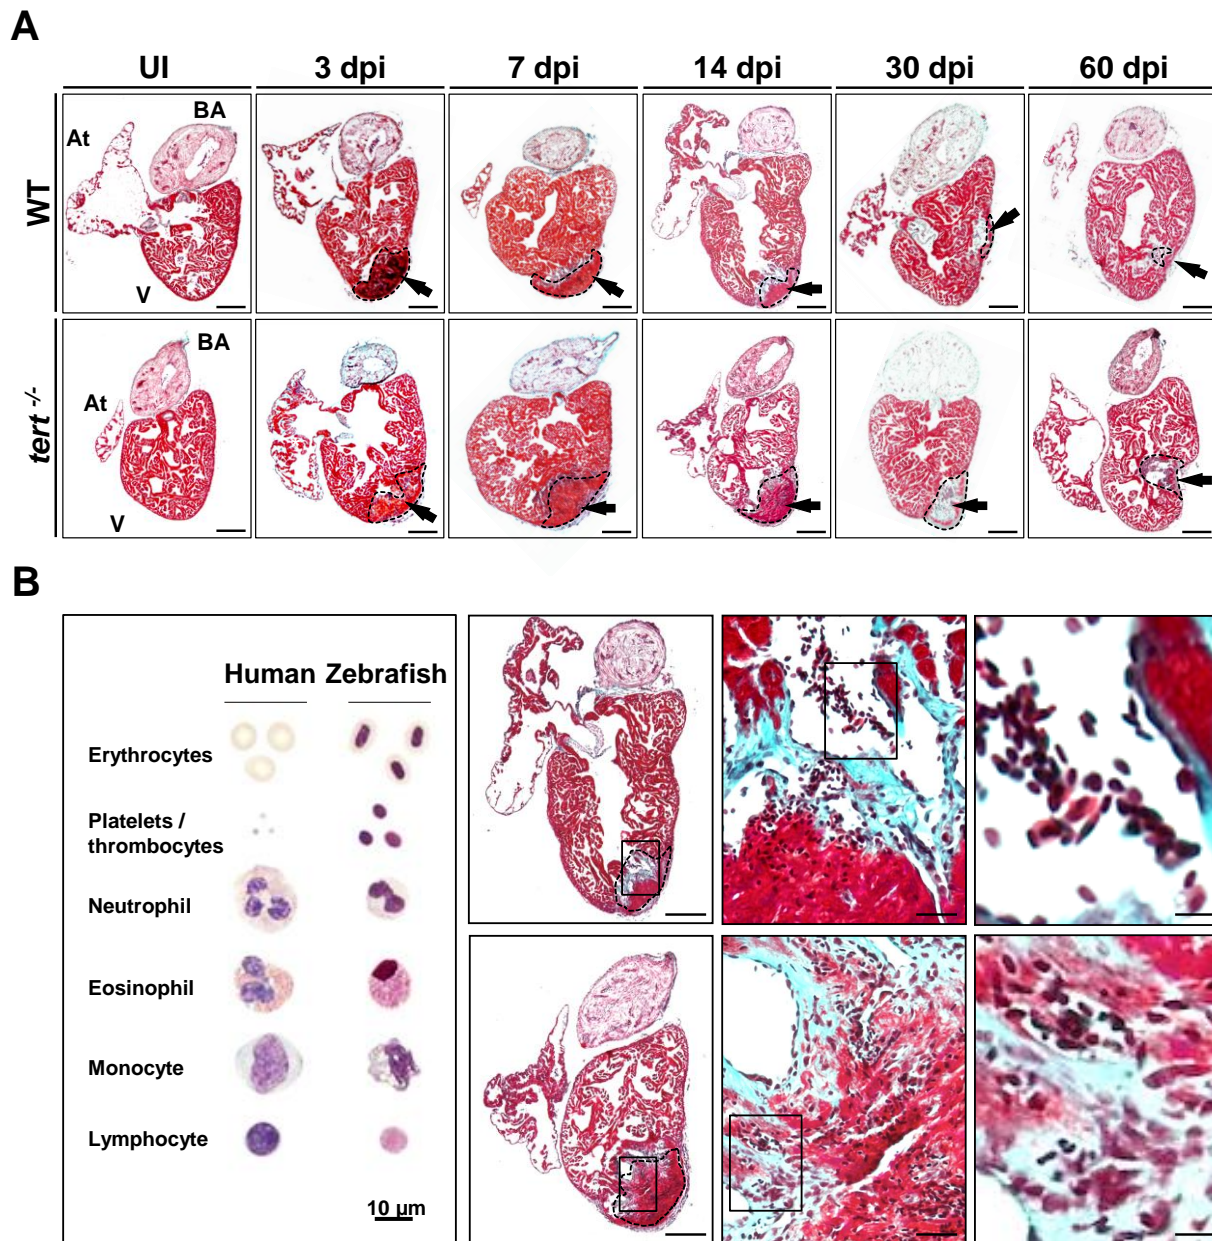 A
UI 3 dpi 7 dpi 14 dpi 30 dpi 60 dpi
WT
At
BA
V
tert -/-
At
BA
V
B
Human Zebrafish
Erythrocytes
Platelets /
thrombocytes
Neutrophil
Eosinophil
Monocyte
Lymphocyte
10 µm